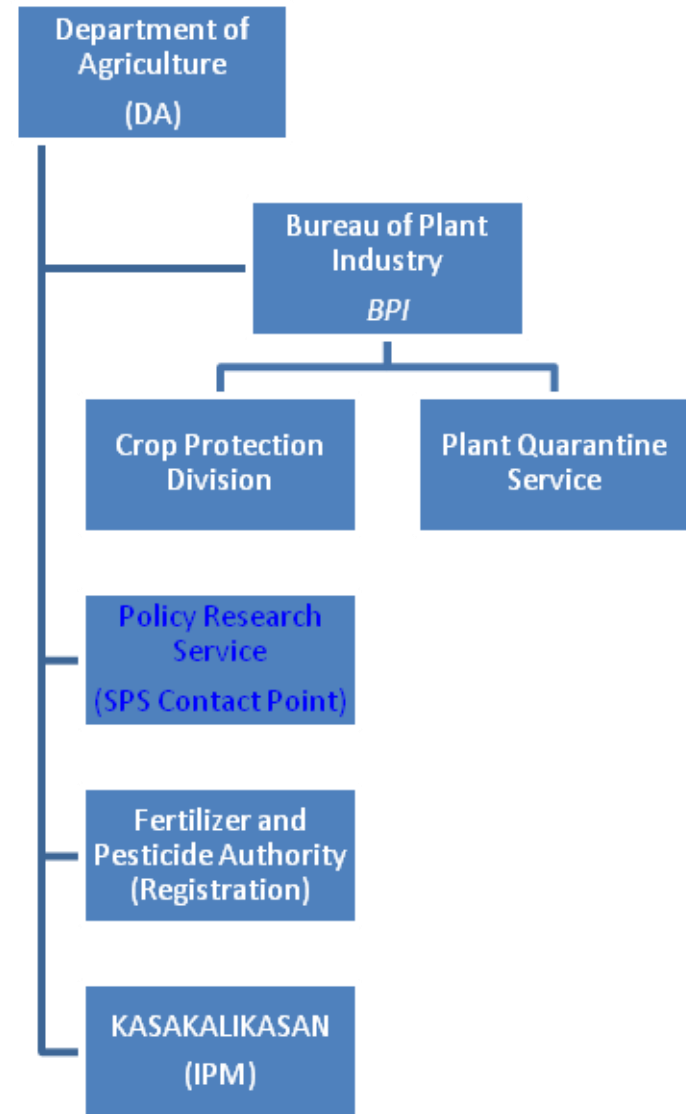 Department of
Agriculture
(DA)
Bureau of Plant
Industry
BPI
Crop Protection
Division
Plant Quarantine
Service
Policy Research
Service
(SPS Contact Point)
Fertilizer and
Pesticide Authority
(Registration)
KASAKALIKASAN
(IPM)